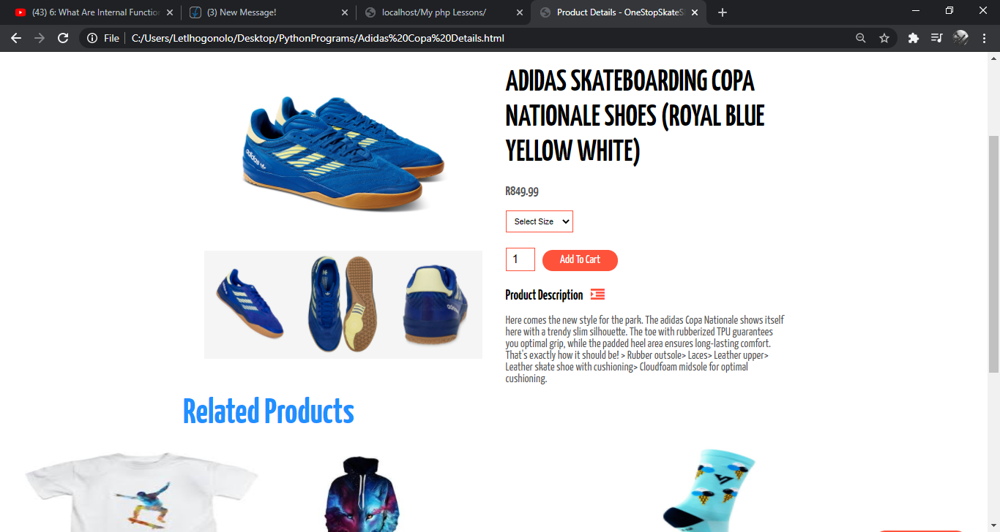 (43) 6: What Are Internal Function
(3) New Message!
localhost/My php Lessons/
Product Details - OneStopSkateS
File
C:/Users/Letlhogonolo/Desktop/PythonPrograms/Adidas%20Copa%20Details.html
ADIDAS SKATEBOARDING COPA
NATIONALE SHOES (ROYAL BLUE
YELLOW WHITE)
R849.99
Select Size
1
Add To Cart
Product Description
Here comes the new style for the park. The adidas Copa Nationale shows itself
here with a trendy slim silhouette. The toe with rubberized TPU guarantees
you optimal grip, while the padded heel area ensures long-lasting comfort.
That's exactly how it should be! > Rubber outsole> Laces> Leather upper>
Leather skate shoe with cushioning> Cloudfoam midsole for optimal
cushioning.
adidas
Related Products